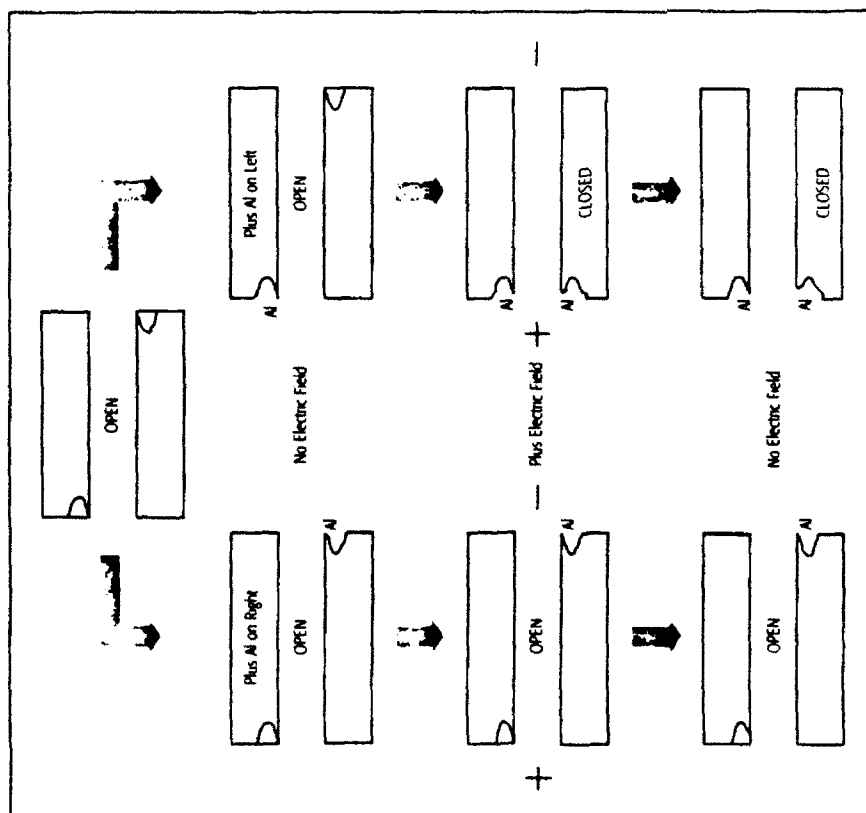 OPEN
Plus Al on Right
Plus Al on Left
Al
OPEN
No Electric Field
OPEN
Al
Al
+ OPEN − Plus Electric Field + −
Al
Al
CLOSED
Al
OPEN
No Electric Field
Al
Al
CLOSED